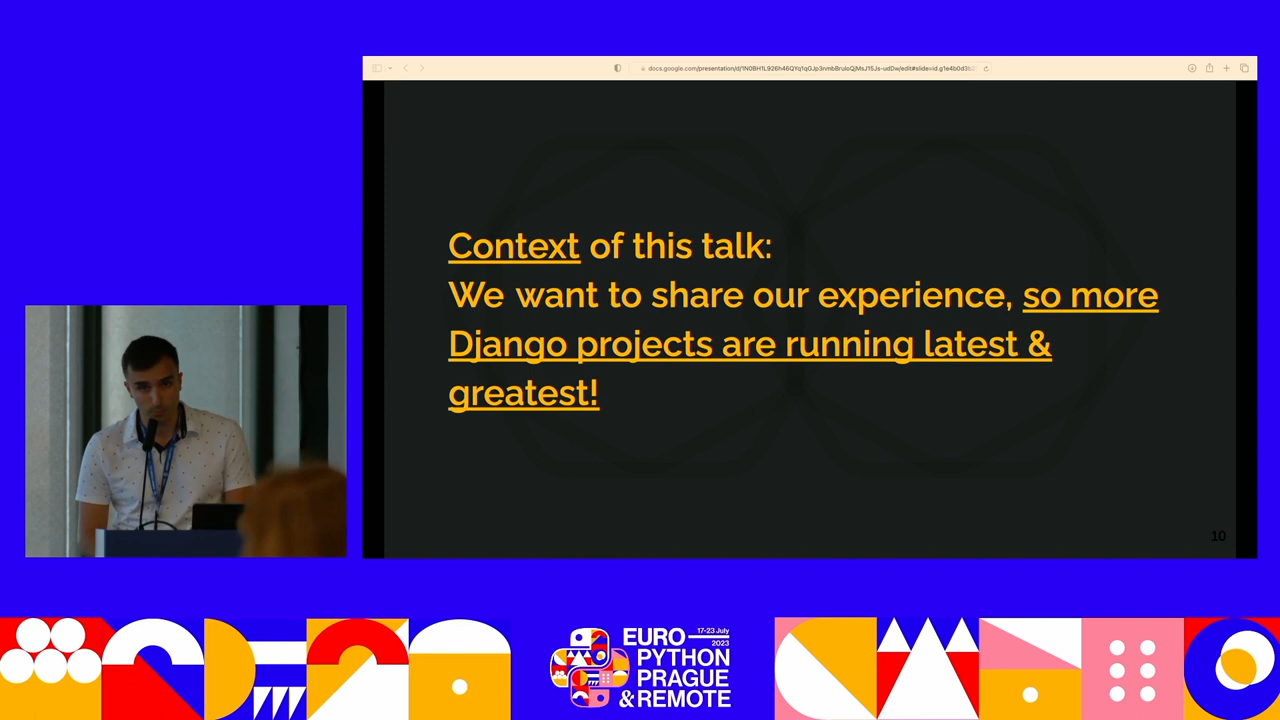 Context of this talk:
We want to share our experience, so more
Django projects are running latest &
greatest!
10
EURO
17-23 July
2023
PYTHON
PRAGUE
&REMOTE